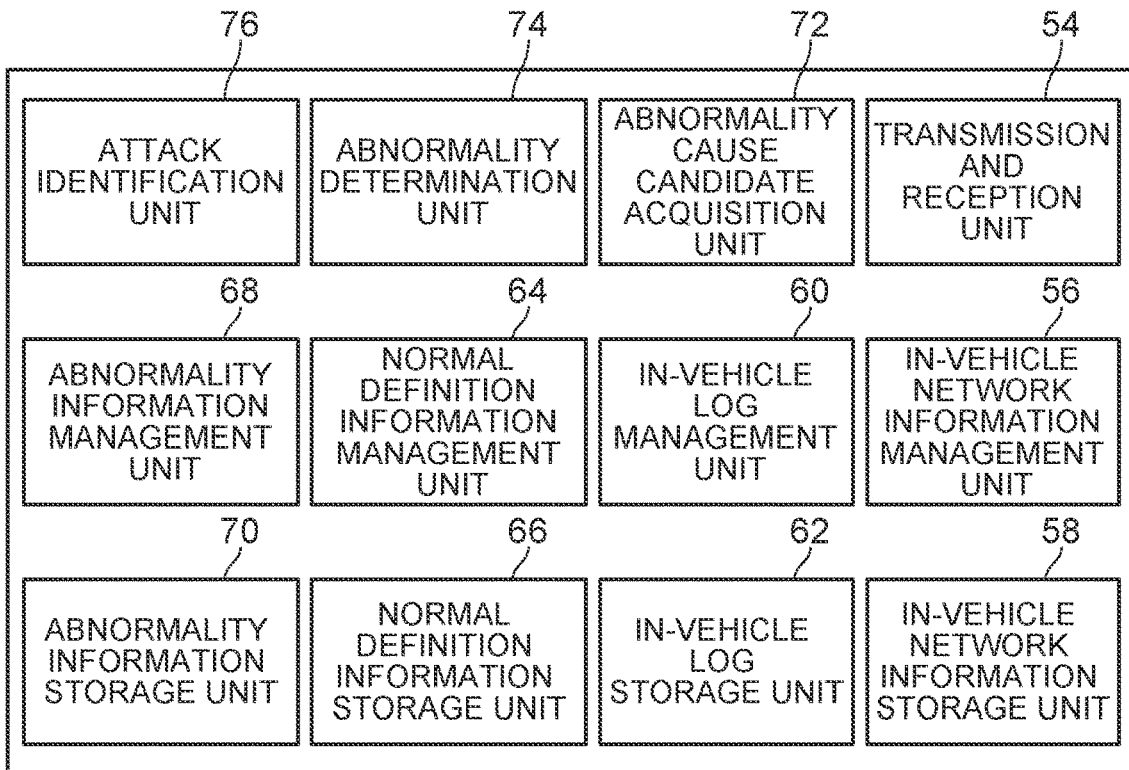 76
74
72
54
ATTACK
IDENTIFICATION
UNIT
ABNORMALITY
DETERMINATION
UNIT
ABNORMALITY
CAUSE
CANDIDATE
ACQUISITION
UNIT
TRANSMISSION
AND
RECEPTION
UNIT
68
64
60
56
ABNORMALITY
INFORMATION
MANAGEMENT
UNIT
NORMAL
DEFINITION
INFORMATION
MANAGEMENT
UNIT
IN-VEHICLE
LOG
MANAGEMENT
UNIT
IN-VEHICLE
NETWORK
INFORMATION
MANAGEMENT
UNIT
70
66
62
58
ABNORMALITY
INFORMATION
STORAGE UNIT
NORMAL
DEFINITION
INFORMATION
STORAGE UNIT
IN-VEHICLE
LOG
STORAGE UNIT
IN-VEHICLE
NETWORK
INFORMATION
STORAGE UNIT